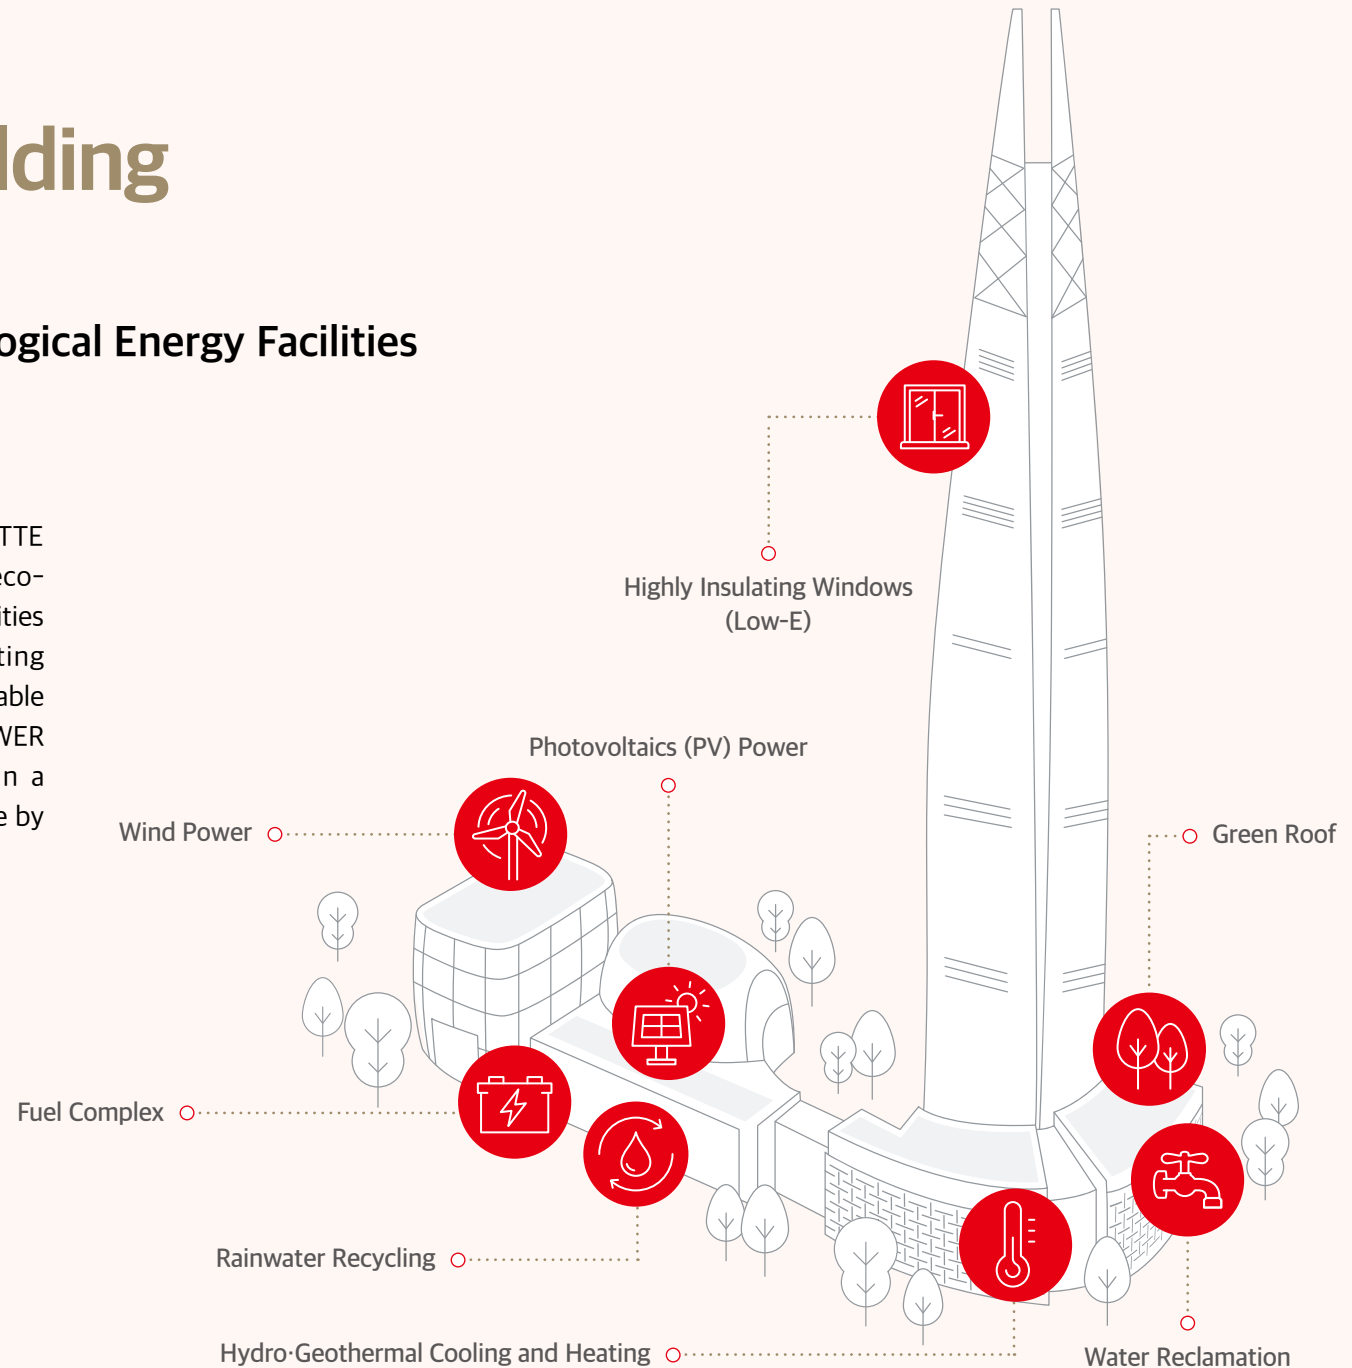 lding
ogical Energy Facilities
TTE
eco-
ities
ting
able
WER
n a
e by
Highly Insulating Windows
(Low-E)
Photovoltaics (PV) Power
Wind Power
Green Roof
Fuel Complex
Rainwater Recycling
Hydro·Geothermal Cooling and Heating
Water Reclamation